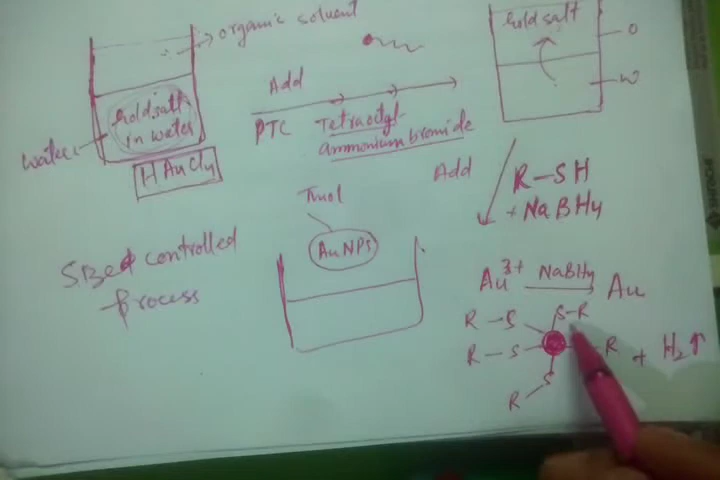 organic solvent
Gold salt
in water
water
HAuCl4
Add
PTC
Tetraoctyl-
ammonium bromide
Gold salt
O
W
Add
R-SH
+ NaBH4
Thiol
AuNPs
controlled
process
Au3+ NaBH4 Au
R-S
S-R
R-S
R + H2↑
S
R